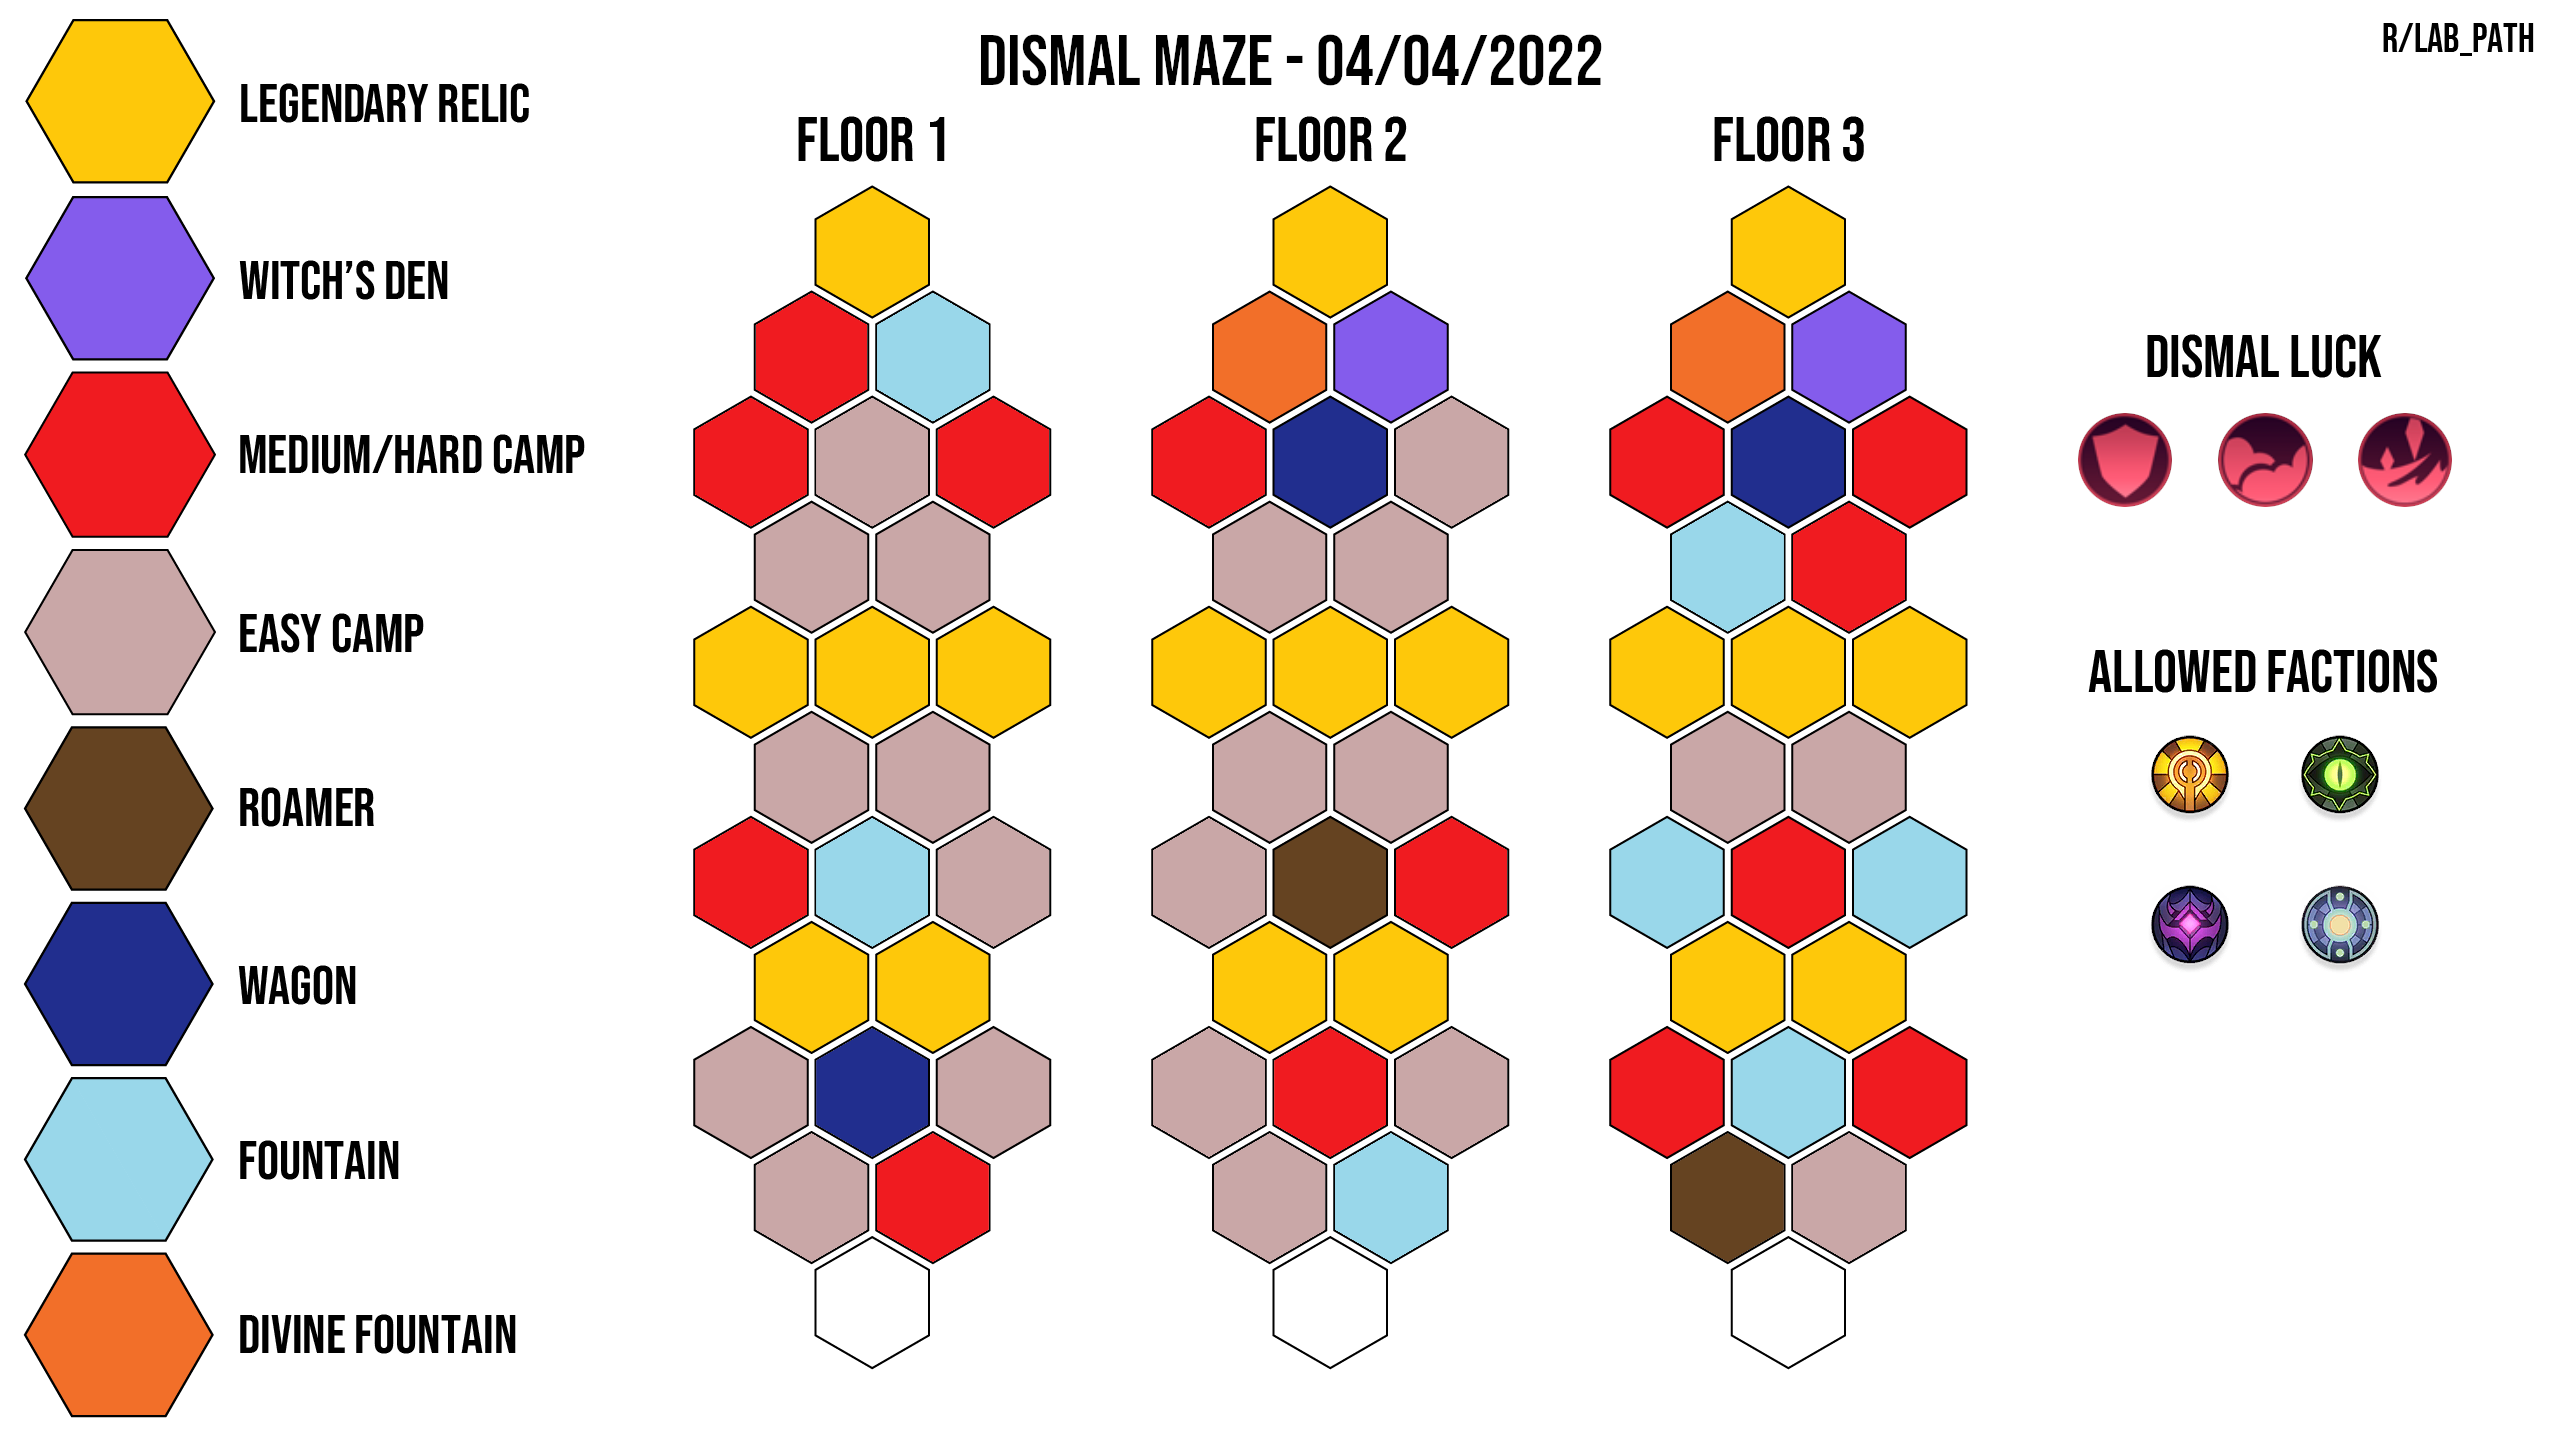 DISMAL MAZE - 04/04/2022
R/LAB_PATH
FLOOR 1
FLOOR 2
FLOOR 3
LEGENDARY RELIC
WITCH'S DEN
MEDIUM/HARD CAMP
EASY CAMP
ROAMER
WAGON
FOUNTAIN
DIVINE FOUNTAIN
DISMAL LUCK
ALLOWED FACTIONS